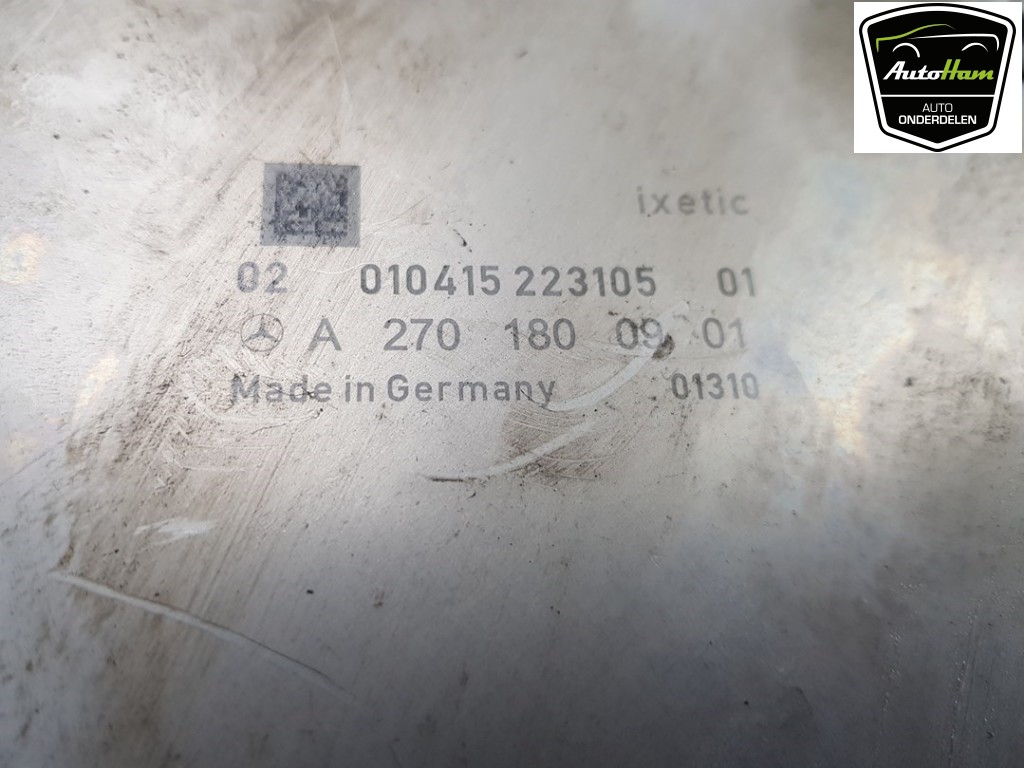 AutoHam
AUTO
ONDERDELEN
ixetic
02 010415 223105 01
A 270 180 09 01
Made in Germany 01310